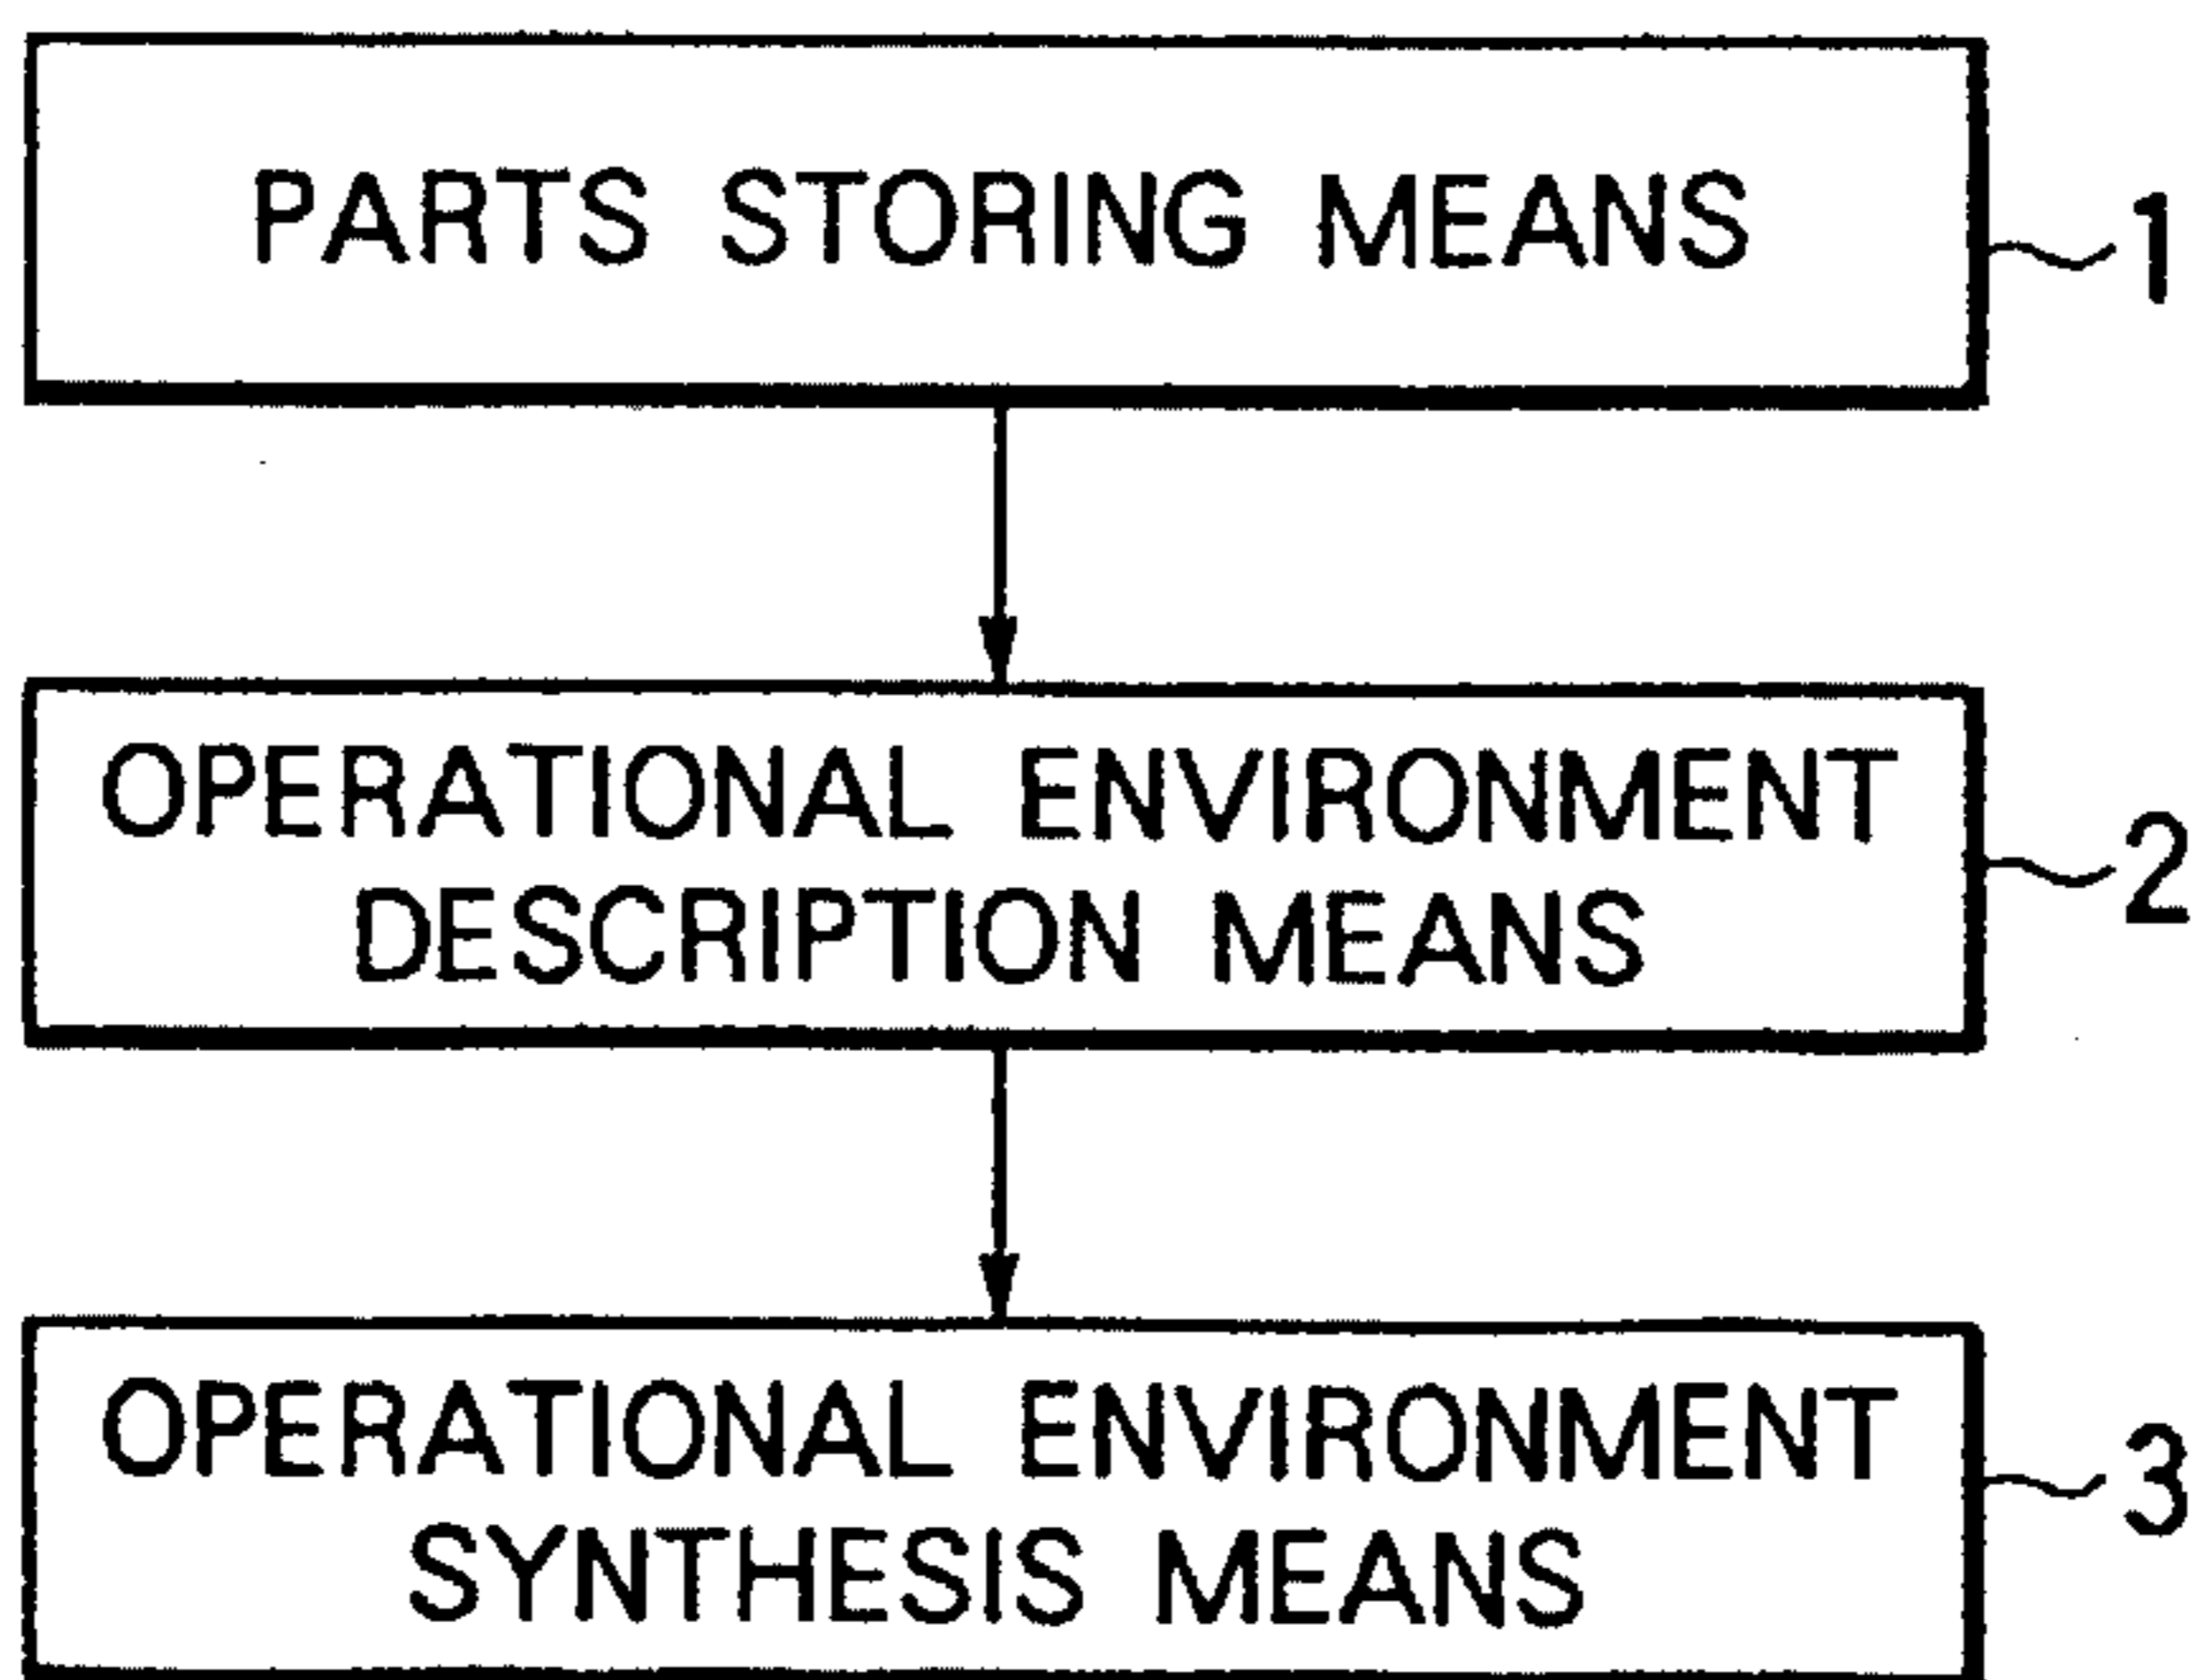 PARTS STORING MEANS
1
OPERATIONAL ENVIRONMENT
DESCRIPTION MEANS
2
OPERATIONAL ENVIRONMENT
SYNTHESIS MEANS
3